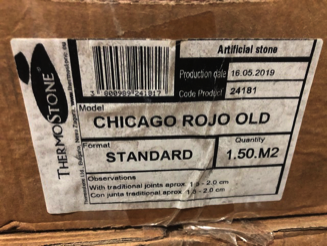 THERMOSTONE
Artificial stone
Production date 16.05.2019
Code Product 24181
Model
CHICAGO ROJO OLD
Format
STANDARD
Quantity
1.50.M2
Observations
With traditional joints aprox. 1.5 - 2.0 cm
Con junta traditional aprox. 1.5 - 2.0 cm